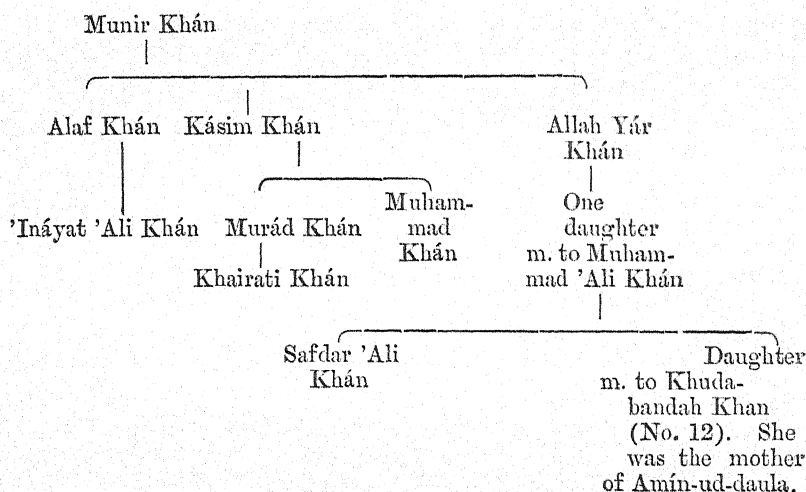 Munir Khán
Alaf Khán Kásim Khán Allah Yár
Khán
'Ináyat 'Ali Khán Murád Khán Muham-
mad
Khán One
daughter
m. to Muham-
mad 'Ali Khán
Khairati Khán
Safdar 'Ali
Khán
Daughter
m. to Khuda-
bandah Khan
(No. 12). She
was the mother
of Amín-ud-daula.